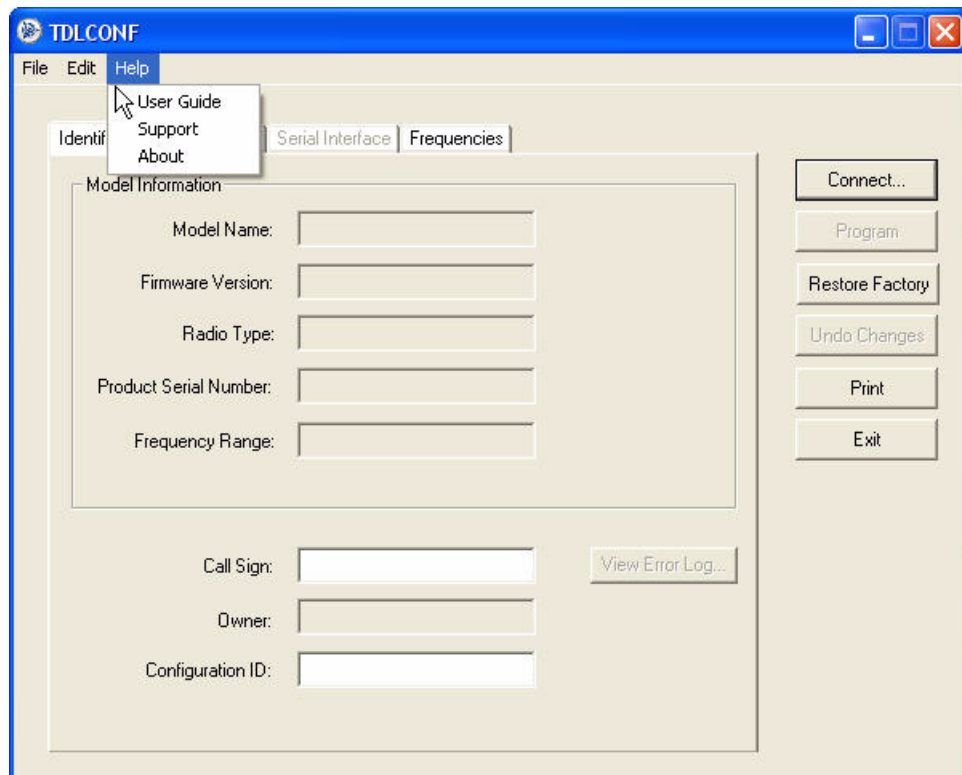 TDLCONF
File Edit Help
User Guide
Support
About
Serial Interface Frequencies
Model Information
Model Name:
Firmware Version:
Radio Type:
Product Serial Number:
Frequency Range:
Call Sign:
View Error Log...
Owner:
Configuration ID:
Connect...
Program
Restore Factory
Undo Changes
Print
Exit